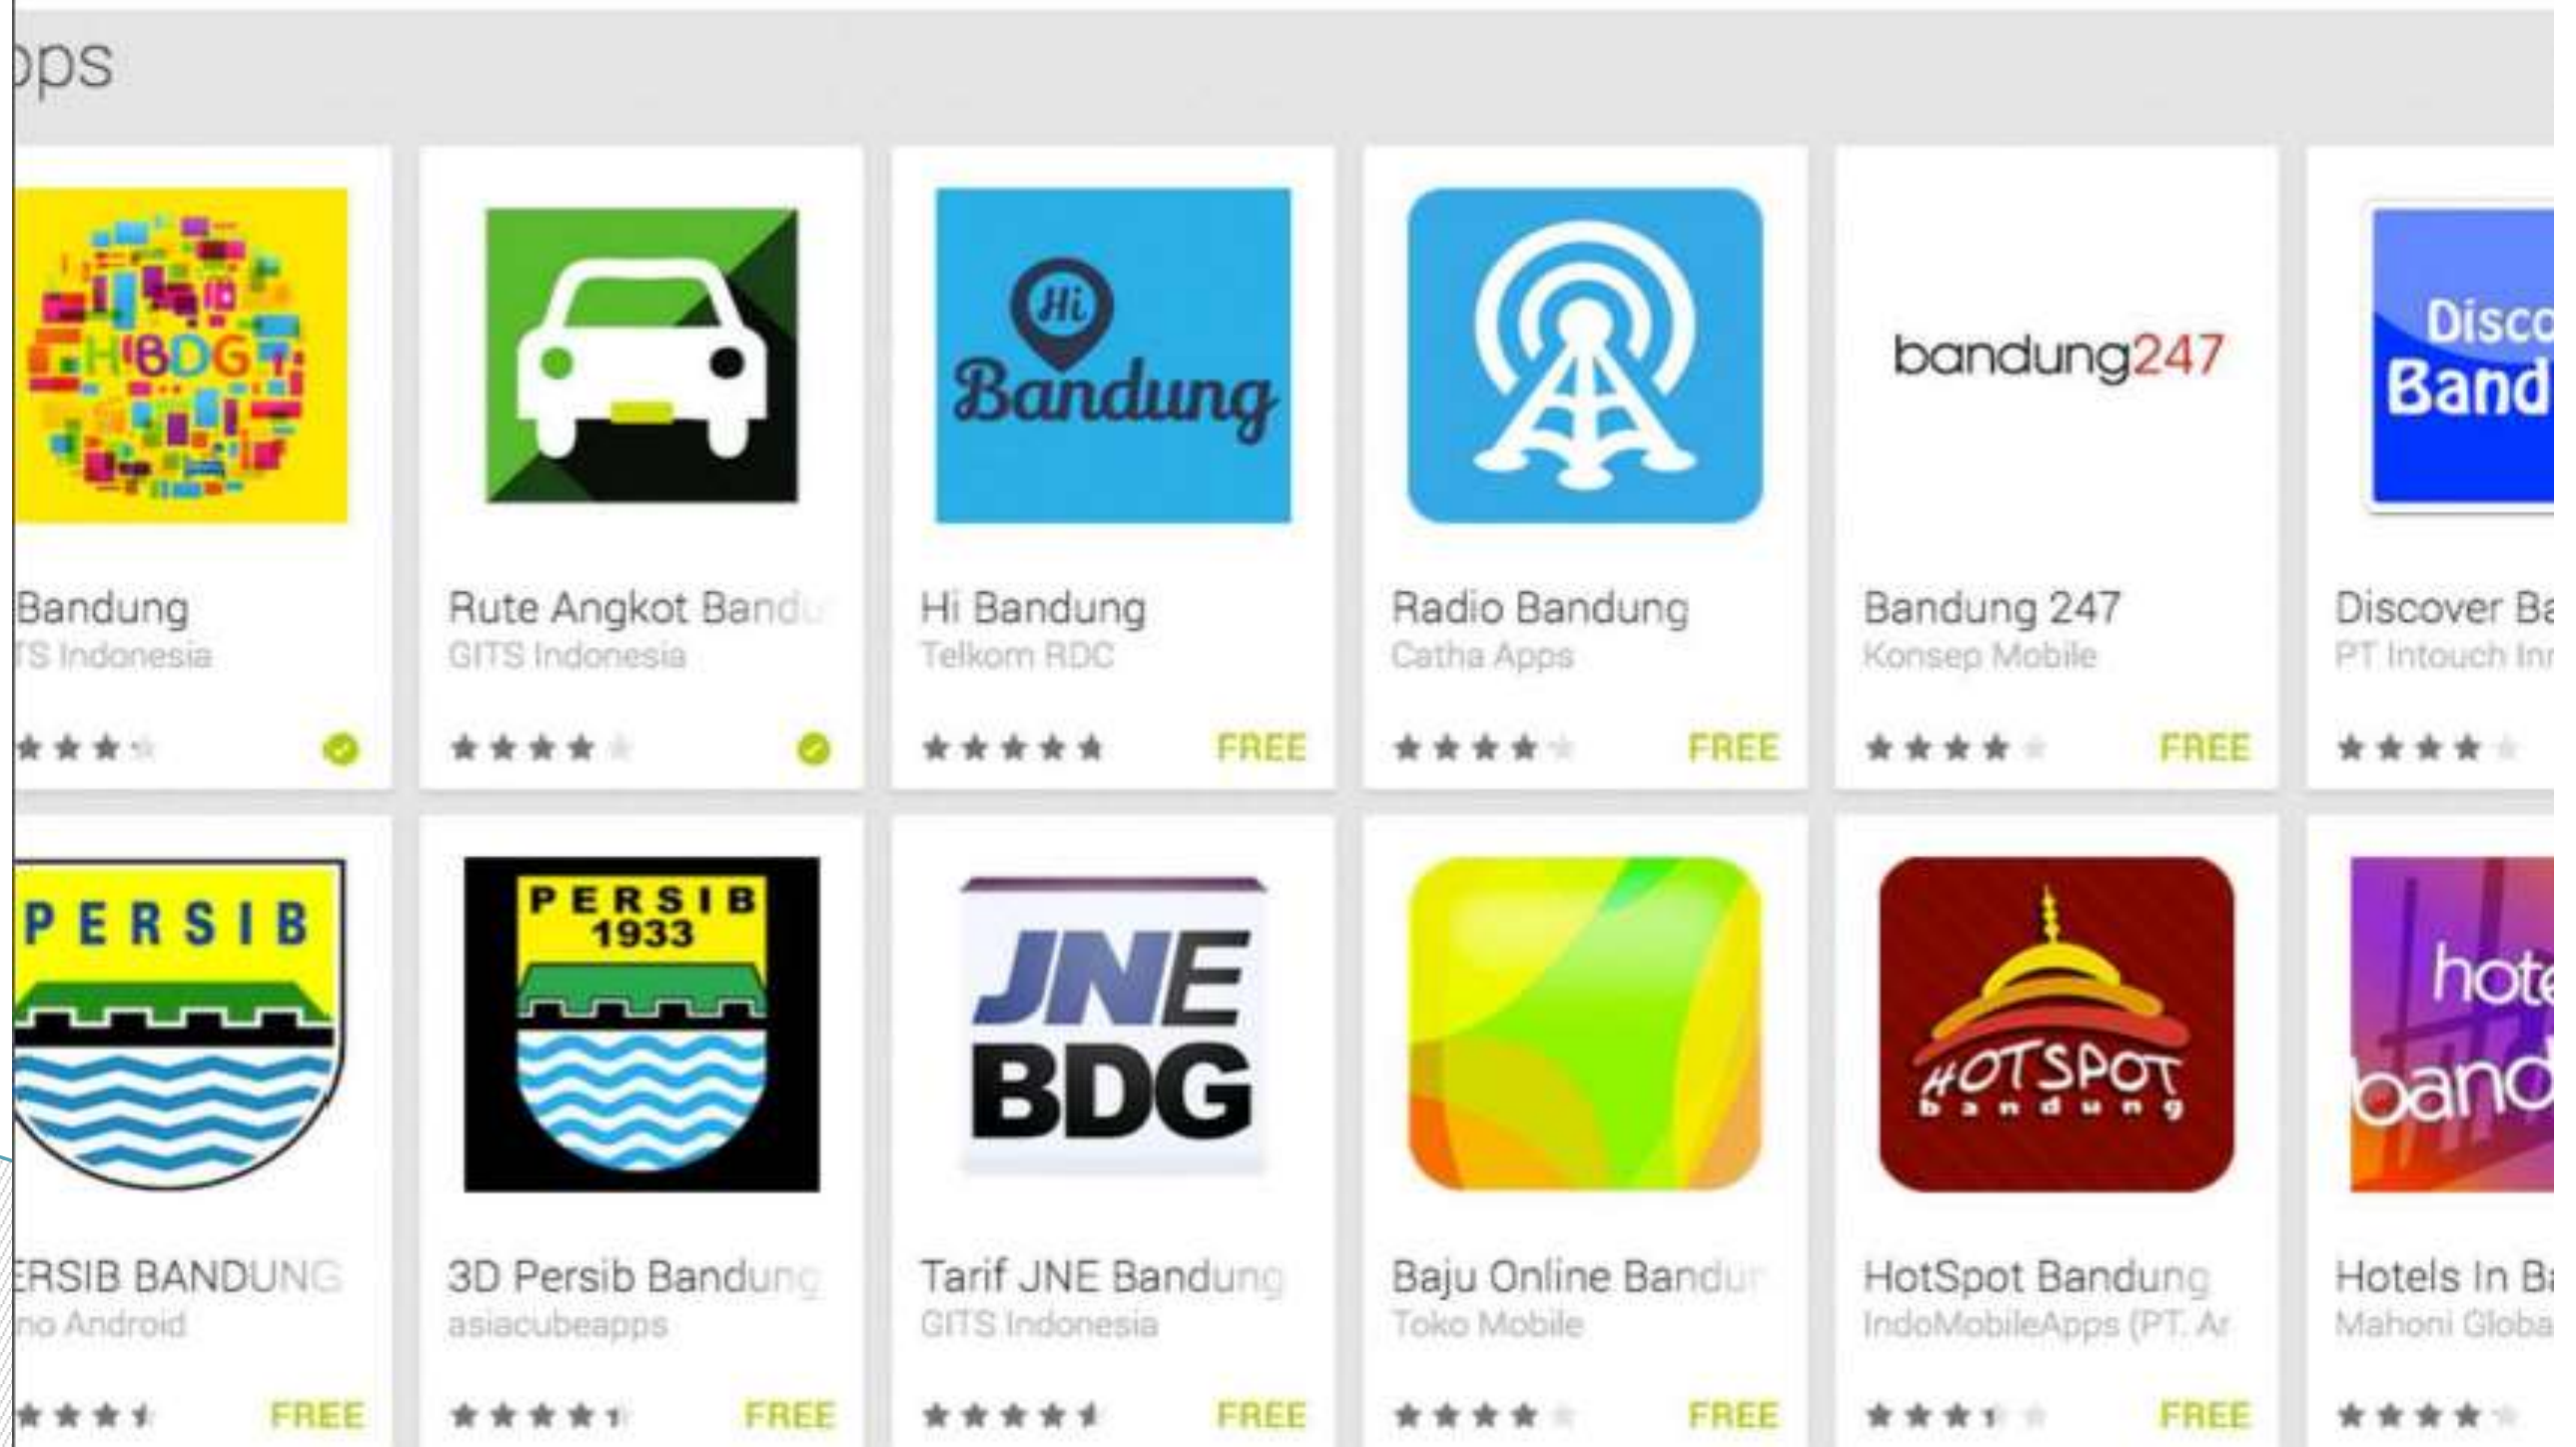 pps
HIBDG
Hi
Bandung
bandung247
Disco
Band
Bandung
TS Indonesia
Rute Angkot Bandu
GITS Indonesia
Hi Bandung
Telkom RDC
Radio Bandung
Catha Apps
Bandung 247
Konsep Mobile
Discover Ba
PT Intouch Inn
FREE
FREE
FREE
PERSIB
PERSIB
1933
JNE
BDG
HOTSPOT
bandung
hote
band
ERSIB BANDUNG
no Android
3D Persib Bandung
asiacubeapps
Tarif JNE Bandung
GITS Indonesia
Baju Online Bandun
Toko Mobile
HotSpot Bandung
IndoMobileApps (PT. Ar
Hotels In Ba
Mahoni Globa
FREE
FREE
FREE
FREE
FREE